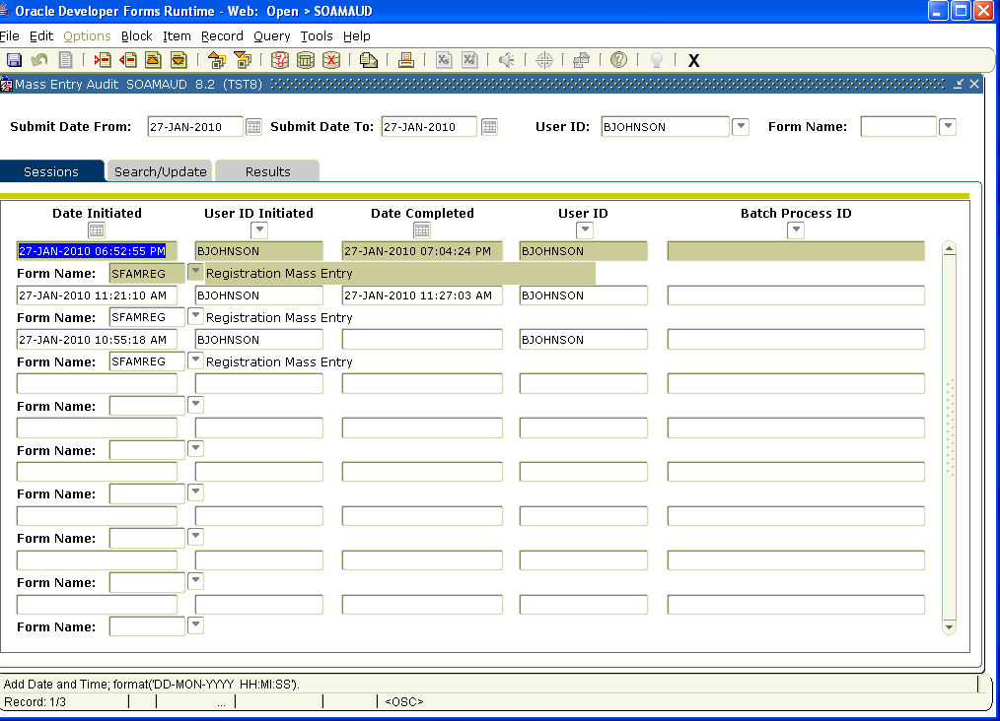 Oracle Developer Forms Runtime - Web:  Open > SOAMAUD
File Edit Options Block Item Record Query Tools Help
X
Mass Entry Audit  SOAMAUD  8.2  (TST8)
Submit Date From: 27-JAN-2010 Submit Date To: 27-JAN-2010 User ID: BJOHNSON Form Name:
Sessions Search/Update Results
Date Initiated User ID Initiated Date Completed User ID Batch Process ID
27-JAN-2010 06:52:55 PM BJOHNSON 27-JAN-2010 07:04:24 PM BJOHNSON
Form Name: SFAMREG Registration Mass Entry
27-JAN-2010 11:21:10 AM BJOHNSON 27-JAN-2010 11:27:03 AM BJOHNSON
Form Name: SFAMREG Registration Mass Entry
27-JAN-2010 10:55:18 AM BJOHNSON BJOHNSON
Form Name: SFAMREG Registration Mass Entry
Form Name:
Form Name:
Form Name:
Form Name:
Form Name:
Form Name:
Add Date and Time; format('DD-MON-YYYY  HH:MI:SS').
Record: 1/3 ... <OSC>